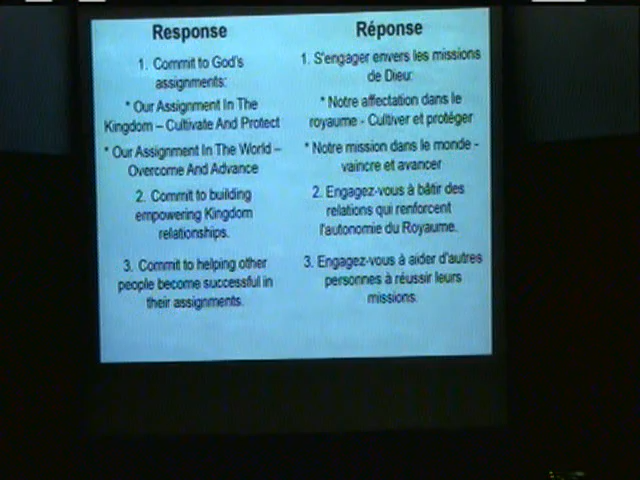 Response
1. Commit to God's
assignments:
* Our Assignment In The
Kingdom – Cultivate And Protect
* Our Assignment In The World –
Overcome And Advance
2. Commit to building
empowering Kingdom
relationships.
3. Commit to helping other
people become successful in
their assignments.
Réponse
1. S'engager envers les missions
de Dieu:
* Notre affectation dans le
royaume - Cultiver et protéger
* Notre mission dans le monde -
vaincre et avancer
2. Engagez-vous à bâtir des
relations qui renforcent
l'autonomie du Royaume.
3. Engagez-vous à aider d'autres
personnes à réussir leurs
missions.